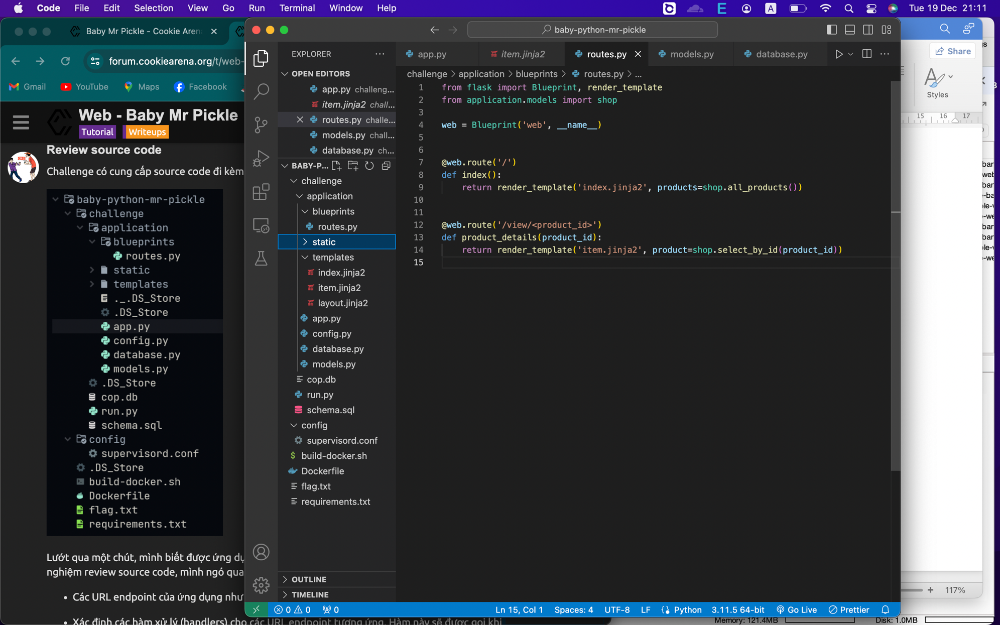 Code File Edit Selection View Go Run Terminal Window Help
E A Tue 19 Dec 21:11
Baby Mr Pickle - Cookie Aren
forum.cookiearena.org/t/web-
Gmail YouTube Maps Facebook
Web - Baby Mr Pickle
Tutorial Writeups
Review source code
Challenge có cung cấp source code đi kèm
baby-python-mr-pickle
challenge
application
blueprints
routes.py
static
templates
._.DS_Store
.DS_Store
app.py
config.py
database.py
models.py
.DS_Store
cop.db
run.py
schema.sql
config
supervisord.conf
.DS_Store
build-docker.sh
Dockerfile
flag.txt
requirements.txt
Lướt qua một chút, mình biết được ứng dụ
nghiệm review source code, mình ngó qua
• Các URL endpoint của ứng dụng như
• Xác định các hàm xử lý (handlers) cho các URL endpoint tương ứng. Hàm này sẽ được gọi khi
baby-python-mr-pickle
EXPLORER ...
OPEN EDITORS
app.py challeng...
item.jinja2 chall...
routes.py challe...
models.py chall...
database.py ch...
BABY-P...
challenge
application
blueprints
routes.py
static
templates
index.jinja2
item.jinja2
layout.jinja2
app.py
config.py
database.py
models.py
cop.db
run.py
schema.sql
config
supervisord.conf
build-docker.sh
Dockerfile
flag.txt
requirements.txt
OUTLINE
TIMELINE
app.py item.jinja2 routes.py models.py database.py
challenge > application > blueprints > routes.py > ...
1 from flask import Blueprint, render_template
2 from application.models import shop
3
4 web = Blueprint('web', __name__)
5
6
7 @web.route('/')
8 def index():
9 return render_template('index.jinja2', products=shop.all_products())
10
11
12 @web.route('/view/<product_id>')
13 def product_details(product_id):
14 return render_template('item.jinja2', product=shop.select_by_id(product_id))
15
0 0 0 Ln 15, Col 1 Spaces: 4 UTF-8 LF Python 3.11.5 64-bit Go Live Prettier
Share
Styles
15 16 17
117%
Memory: 121.4MB Disk: 1.0MB